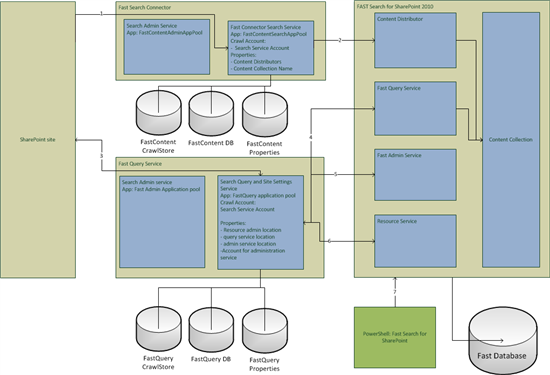 Fast Search Connector
Search Admin Service
App: FastContentAdminAppPool
Fast Connector Search Service
App: FastContentSearchAppPool
Crawl Account:
- Search Service Account
Properties:
- Content Distributors
- Content Collection Name
FastContent
CrawlStore
FastContent DB
FastContent
Properties
SharePoint site
1
2
3
4
5
6
7
Fast Query Service
Search Admin service
App: Fast Admin Application pool
Search Query and Site Settings
Service
App: FastQuery application pool
Crawl Account:
Search Service Account
Properties:
- Resource admin location
- query service location
- admin service location
-Account for administration
service
FastQuery
CrawlStore
FastQuery DB
FastQuery
Properties
FAST Search for SharePoint 2010
Content Distributor
Fast Query Service
Fast Admin Service
Resource Service
Content Collection
PowerShell: Fast Search for
SharePoint
Fast Database